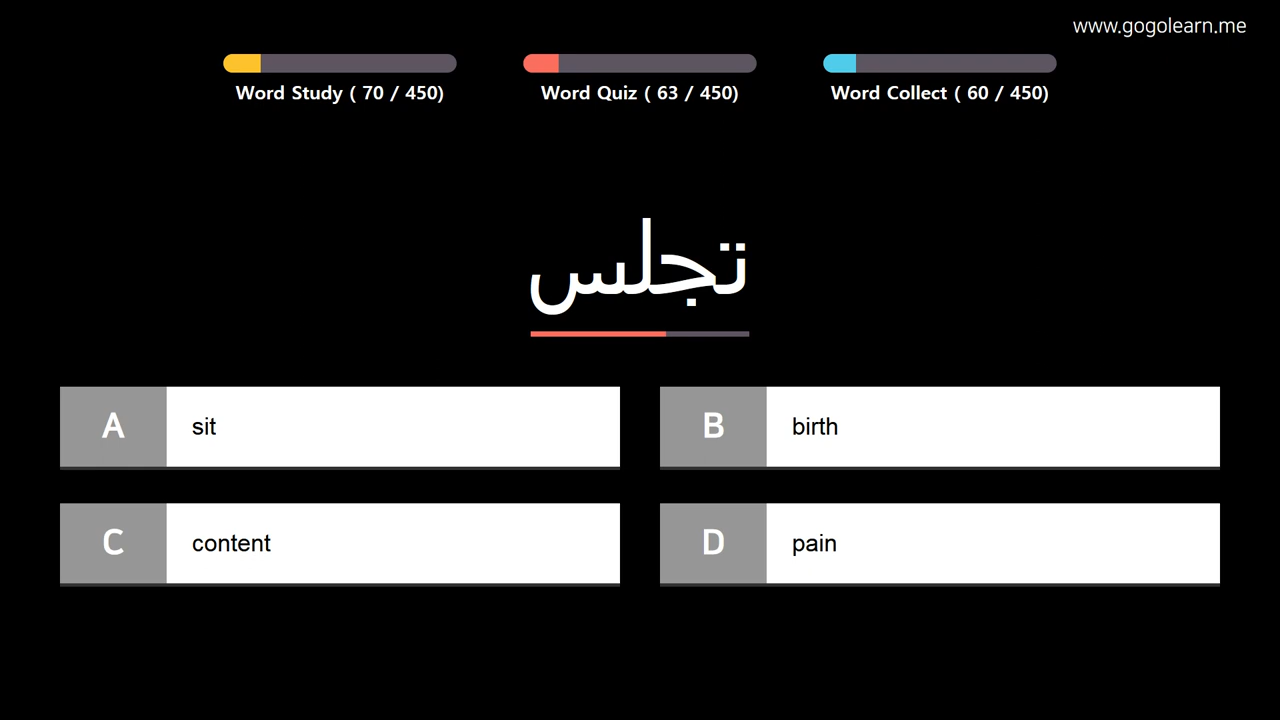 www.gogolearn.me
Word Study ( 70 / 450)
Word Quiz ( 63 / 450)
Word Collect ( 60 / 450)
تجلس
A sit
B birth
C content
D pain